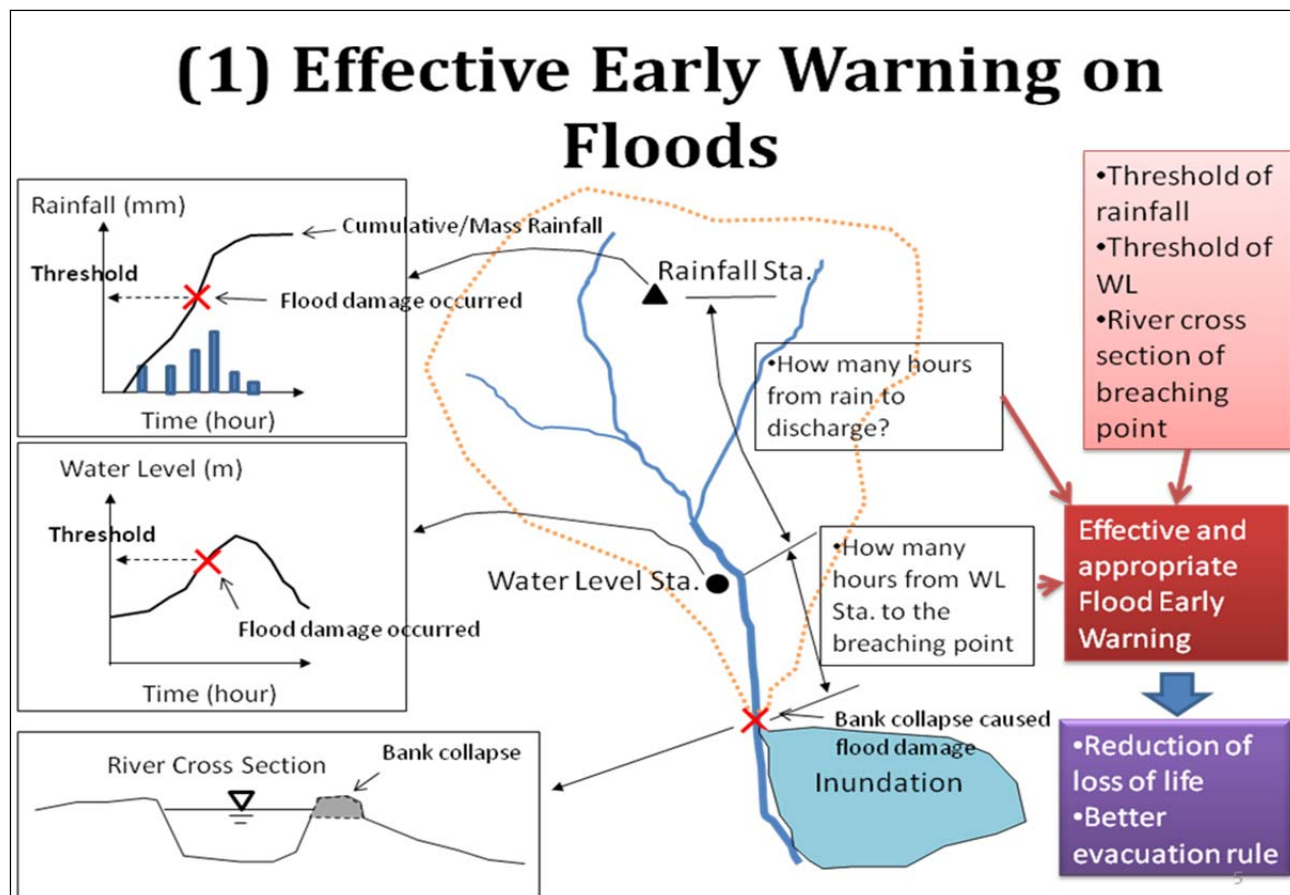 (1) Effective Early Warning on
Floods
Rainfall (mm)
Cumulative/Mass Rainfall
Threshold
Flood damage occurred
Time (hour)
Water Level (m)
Threshold
Flood damage occurred
Time (hour)
River Cross Section
Bank collapse
Rainfall Sta.
•How many hours
from rain to
discharge?
Water Level Sta.
•How many
hours from WL
Sta. to the
breaching point
Bank collapse caused
flood damage
Inundation
•Threshold of
rainfall
•Threshold of
WL
•River cross
section of
breaching
point
Effective and
appropriate
Flood Early
Warning
•Reduction of
loss of life
•Better
evacuation rule
5